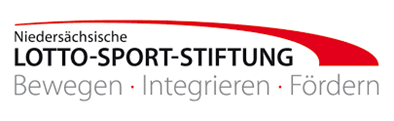 Niedersächsische
LOTTO-SPORT-STIFTUNG
Bewegen · Integrieren · Fördern